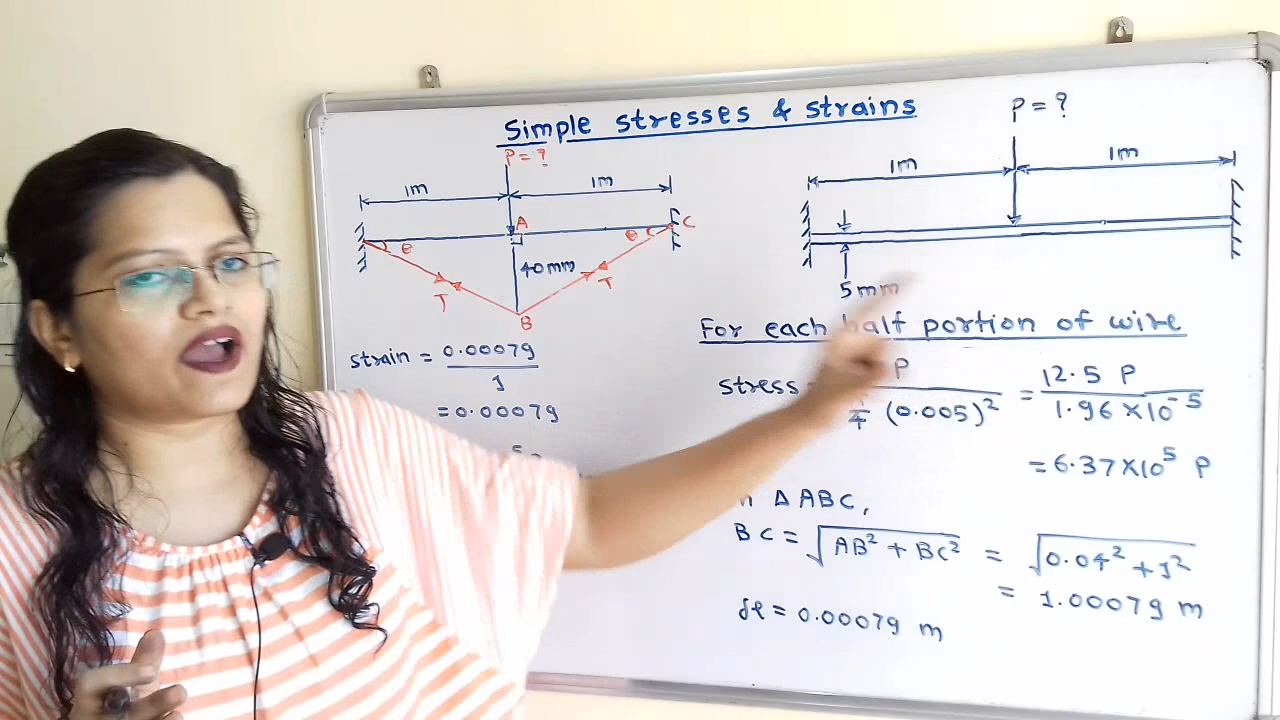 Simple stresses & strains
P = ?
1m
1m
A
C
θ
θ
40mm
T
T
B
strain = 0.00079
1
= 0.00079
P = ?
1m
1m
5mm
For each half portion of wire
stress
P
(0.005)²
= 12.5 P
1.96 × 10⁻⁵
= 6.37 × 10⁵ P
Δ ABC,
BC = √AB² + BC² = √0.04² + 1²
= 1.00079 m
δl = 0.00079 m